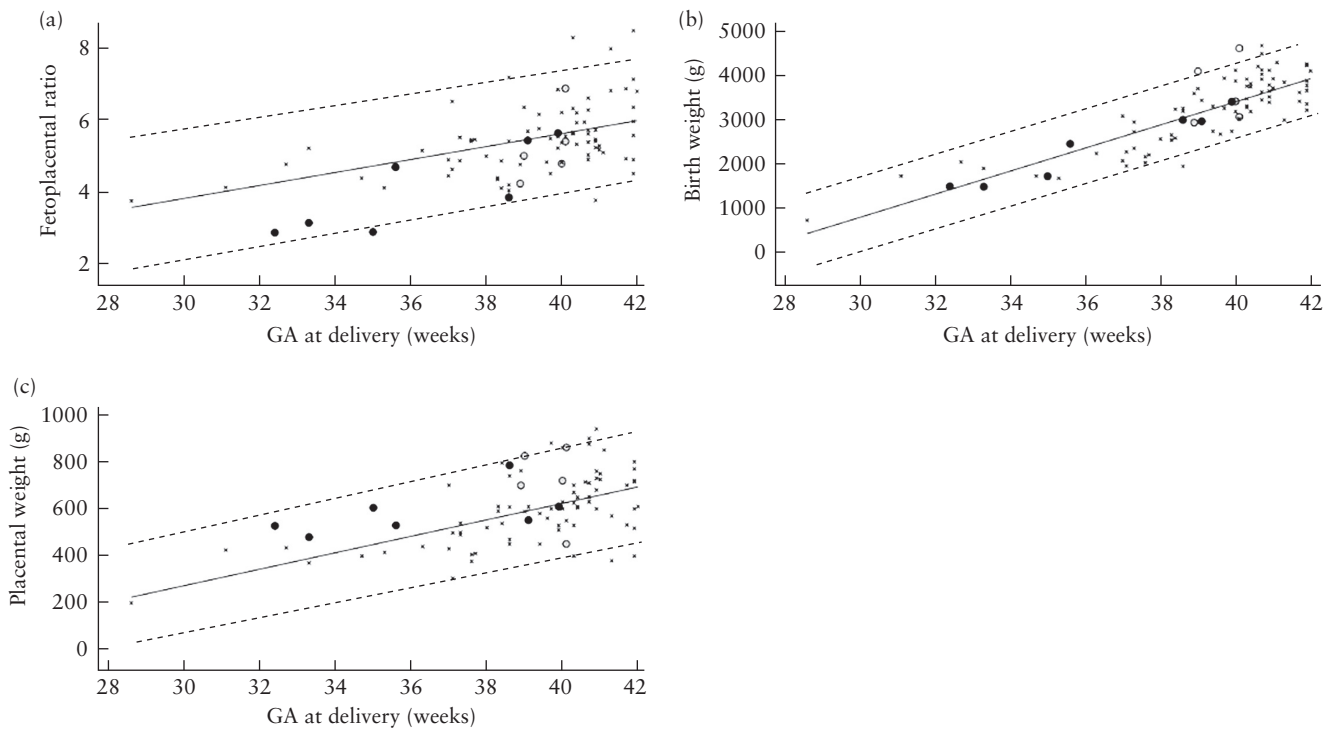 (a)
Fetoplacental ratio
8
6
4
2
28 30 32 34 36 38 40 42
GA at delivery (weeks)
(b)
Birth weight (g)
5000
4000
3000
2000
1000
0
28 30 32 34 36 38 40 42
GA at delivery (weeks)
(c)
Placental weight (g)
1000
800
600
400
200
0
28 30 32 34 36 38 40 42
GA at delivery (weeks)